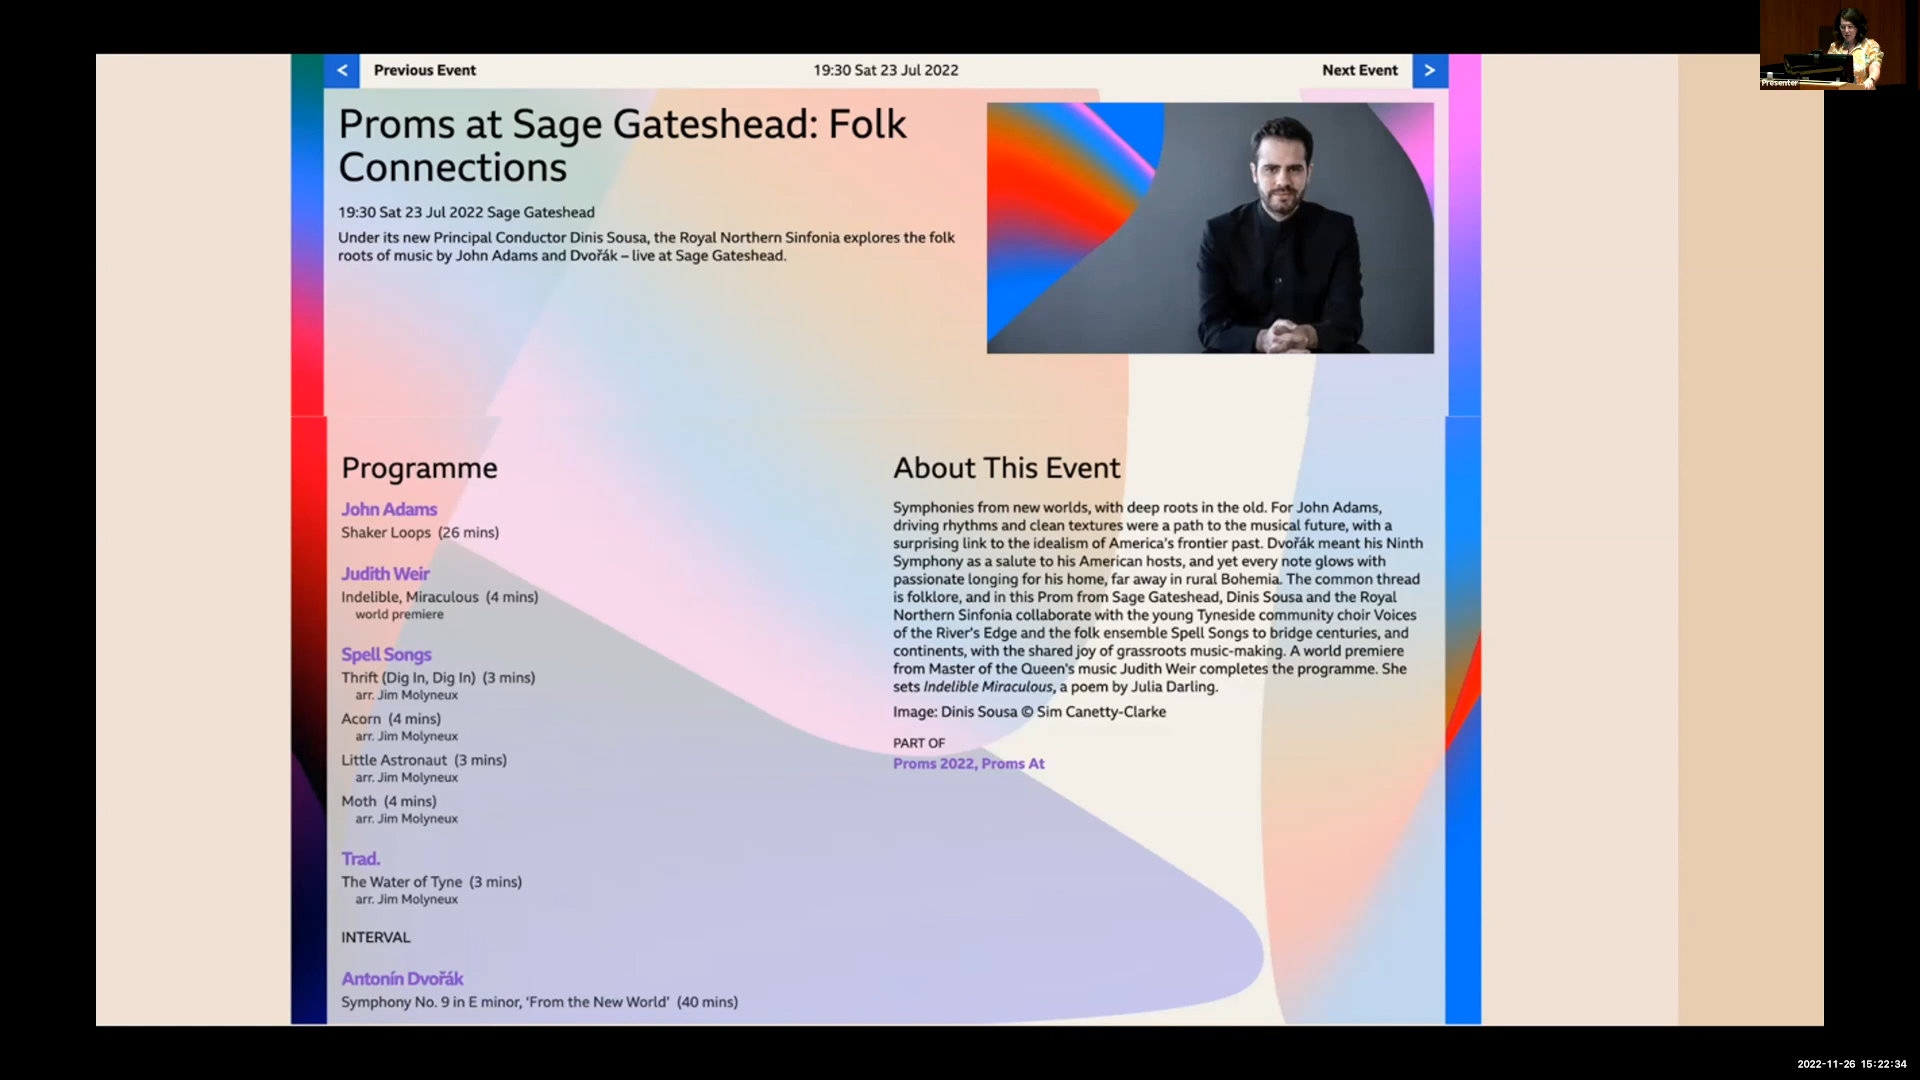 < Previous Event 19:30 Sat 23 Jul 2022 Next Event >
Presenter
Proms at Sage Gateshead: Folk
Connections
19:30 Sat 23 Jul 2022 Sage Gateshead
Under its new Principal Conductor Dinis Sousa, the Royal Northern Sinfonia explores the folk
roots of music by John Adams and Dvořák – live at Sage Gateshead.
Programme
John Adams
Shaker Loops (26 mins)
Judith Weir
Indelible, Miraculous (4 mins)
world premiere
Spell Songs
Thrift (Dig In, Dig In) (3 mins)
arr. Jim Molyneux
Acorn (4 mins)
arr. Jim Molyneux
Little Astronaut (3 mins)
arr. Jim Molyneux
Moth (4 mins)
arr. Jim Molyneux
Trad.
The Water of Tyne (3 mins)
arr. Jim Molyneux
INTERVAL
Antonín Dvořák
Symphony No. 9 in E minor, ‘From the New World’ (40 mins)
About This Event
Symphonies from new worlds, with deep roots in the old. For John Adams,
driving rhythms and clean textures were a path to the musical future, with a
surprising link to the idealism of America's frontier past. Dvořák meant his Ninth
Symphony as a salute to his American hosts, and yet every note glows with
passionate longing for his home, far away in rural Bohemia. The common thread
is folklore, and in this Prom from Sage Gateshead, Dinis Sousa and the Royal
Northern Sinfonia collaborate with the young Tyneside community choir Voices
of the River's Edge and the folk ensemble Spell Songs to bridge centuries, and
continents, with the shared joy of grassroots music-making. A world premiere
from Master of the Queen's music Judith Weir completes the programme. She
sets Indelible Miraculous, a poem by Julia Darling.
Image: Dinis Sousa © Sim Canetty-Clarke
PART OF
Proms 2022, Proms At
2022-11-26 15:22:34